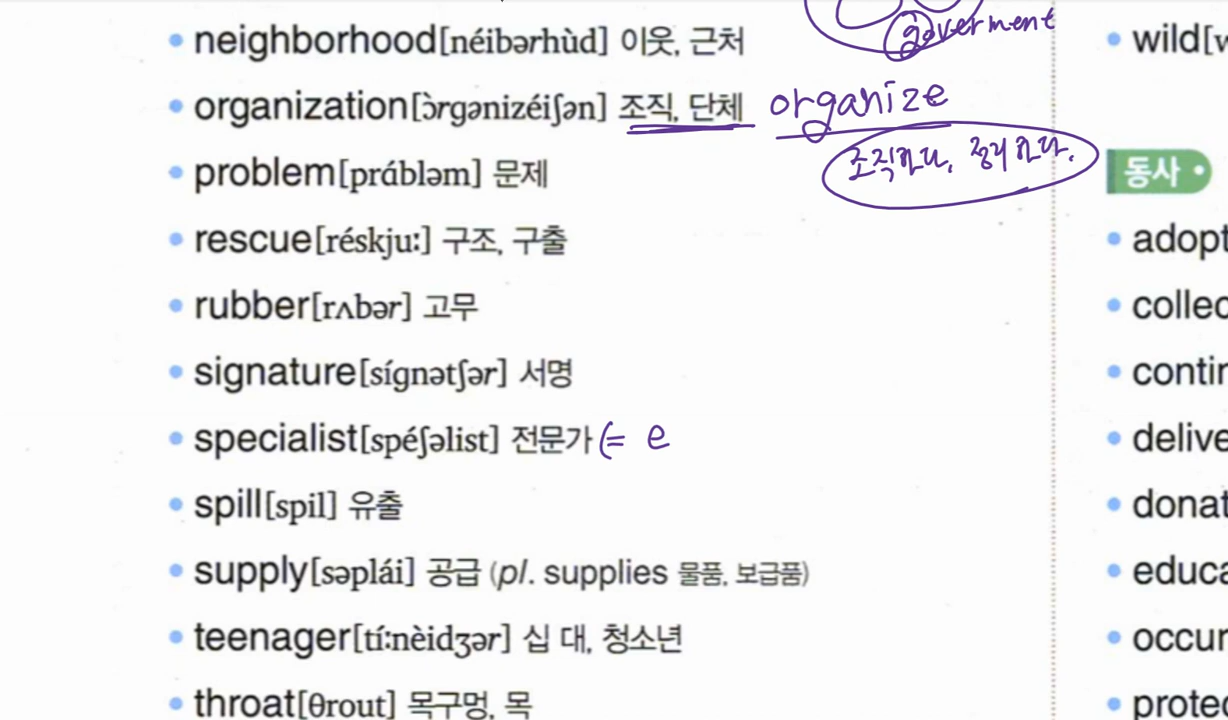 goverment
neighborhood[néibərhùd] 이웃, 근처
organization[ɔ̀rgənizéiʃən] 조직, 단체 organize
조직하다, 정리하다.
problem[prábləm] 문제
rescue[réskjuː] 구조, 구출
rubber[rʌbər] 고무
signature[sígnətʃər] 서명
specialist[spéʃəlist] 전문가 (= e
spill[spil] 유출
supply[səplái] 공급 (pl. supplies 물품, 보급품)
teenager[tíːnèidʒər] 십 대, 청소년
throat[θrout] 목구멍, 목
wild[
동사
adopt
collec
contin
delive
donat
educa
occur
protec